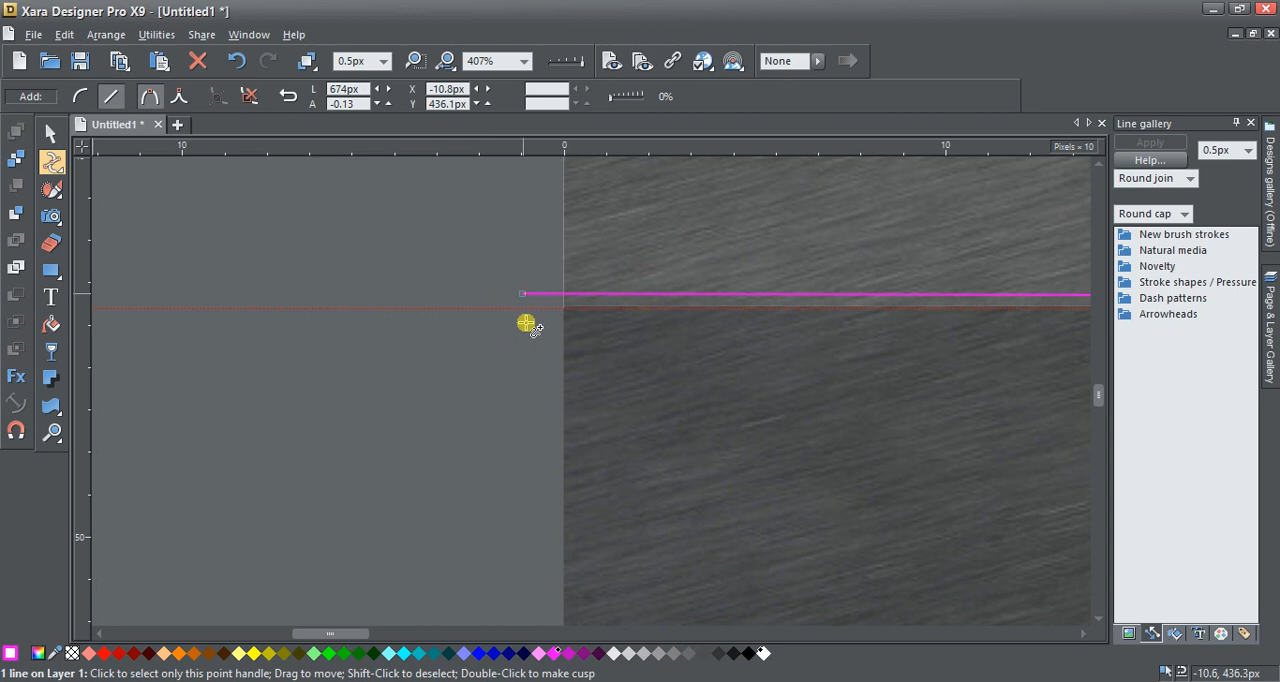 Xara Designer Pro X9 - [Untitled1 *]
File Edit Arrange Utilities Share Window Help
0.5px 407% None
Add: L 674px X -10.8px 0%
A -0.13 Y 436.1px
Untitled1 * Line gallery
10 0 10 Pixels × 10
Apply
Help... 0.5px
Round join
Round cap
New brush strokes
Natural media
Novelty
Stroke shapes / Pressure
Dash patterns
Arrowheads
Designs gallery (Offline)
Page & Layer Gallery
T
Fx
50
1 line on Layer 1: Click to select only this point handle; Drag to move; Shift-Click to deselect; Double-Click to make cusp
-10.6, 436.3px